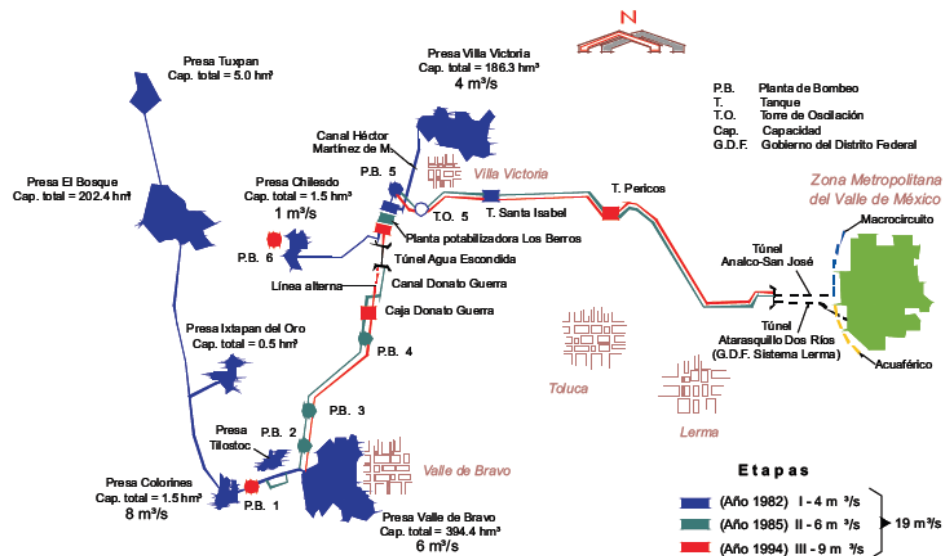 N
Presa Tuxpan
Cap. total = 5.0 hm³
Presa Villa Victoria
Cap. total = 186.3 hm³
4 m³/s
P.B. Planta de Bombeo
T. Tanque
T.O. Torre de Oscilación
Cap. Capacidad
G.D.F. Gobierno del Distrito Federal
Canal Héctor
Martínez de M.
P.B. 5
Villa Victoria
Presa El Bosque
Cap. total = 202.4 hm³
Presa Chilesdo
Cap. total = 1.5 hm³
1 m³/s
P.B. 6
T.O. 5
T. Santa Isabel
T. Pericos
Zona Metropolitana
del Valle de México
Macrocircuito
Planta potabilizadora Los Berros
Túnel Agua Escondida
Túnel
Analco-San José
Línea alterna
Canal Donato Guerra
Caja Donato Guerra
Túnel
Atarasquillo Dos Ríos
(G.D.F. Sistema Lerma)
Acuaférico
Presa Ixtapan del Oro
Cap. total = 0.5 hm³
P.B. 4
Toluca
Lerma
P.B. 3
P.B. 2
Presa
Tilostoc
Valle de Bravo
Presa Colorines
Cap. total = 1.5 hm³
8 m³/s
P.B. 1
Presa Valle de Bravo
Cap. total = 394.4 hm³
6 m³/s
Etapas
(Año 1982) I - 4 m ³/s
(Año 1985) II - 6 m ³/s
(Año 1994) III - 9 m ³/s
19 m³/s